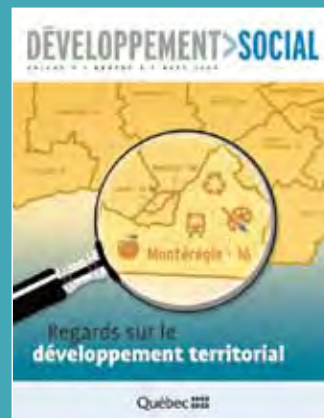 DÉVELOPPEMENT>SOCIAL
Montérégie - 16
Regards sur le
développement territorial
Québec